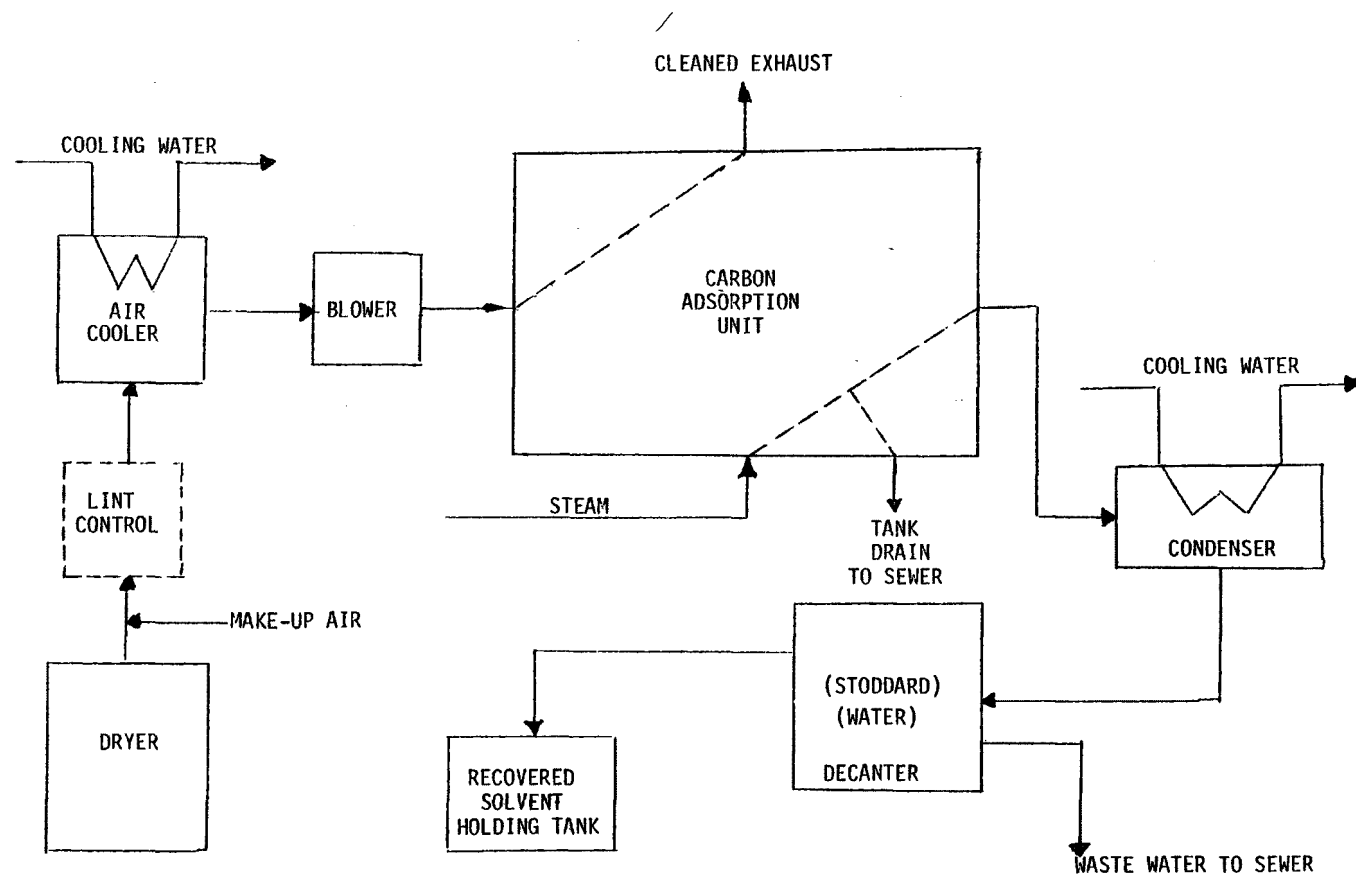 CLEANED EXHAUST
COOLING WATER
AIR
COOLER
BLOWER
CARBON
ADSORPTION
UNIT
COOLING WATER
LINT
CONTROL
STEAM
TANK
DRAIN
TO SEWER
CONDENSER
MAKE-UP AIR
DRYER
(STODDARD)
(WATER)
DECANTER
RECOVERED
SOLVENT
HOLDING TANK
WASTE WATER TO SEWER